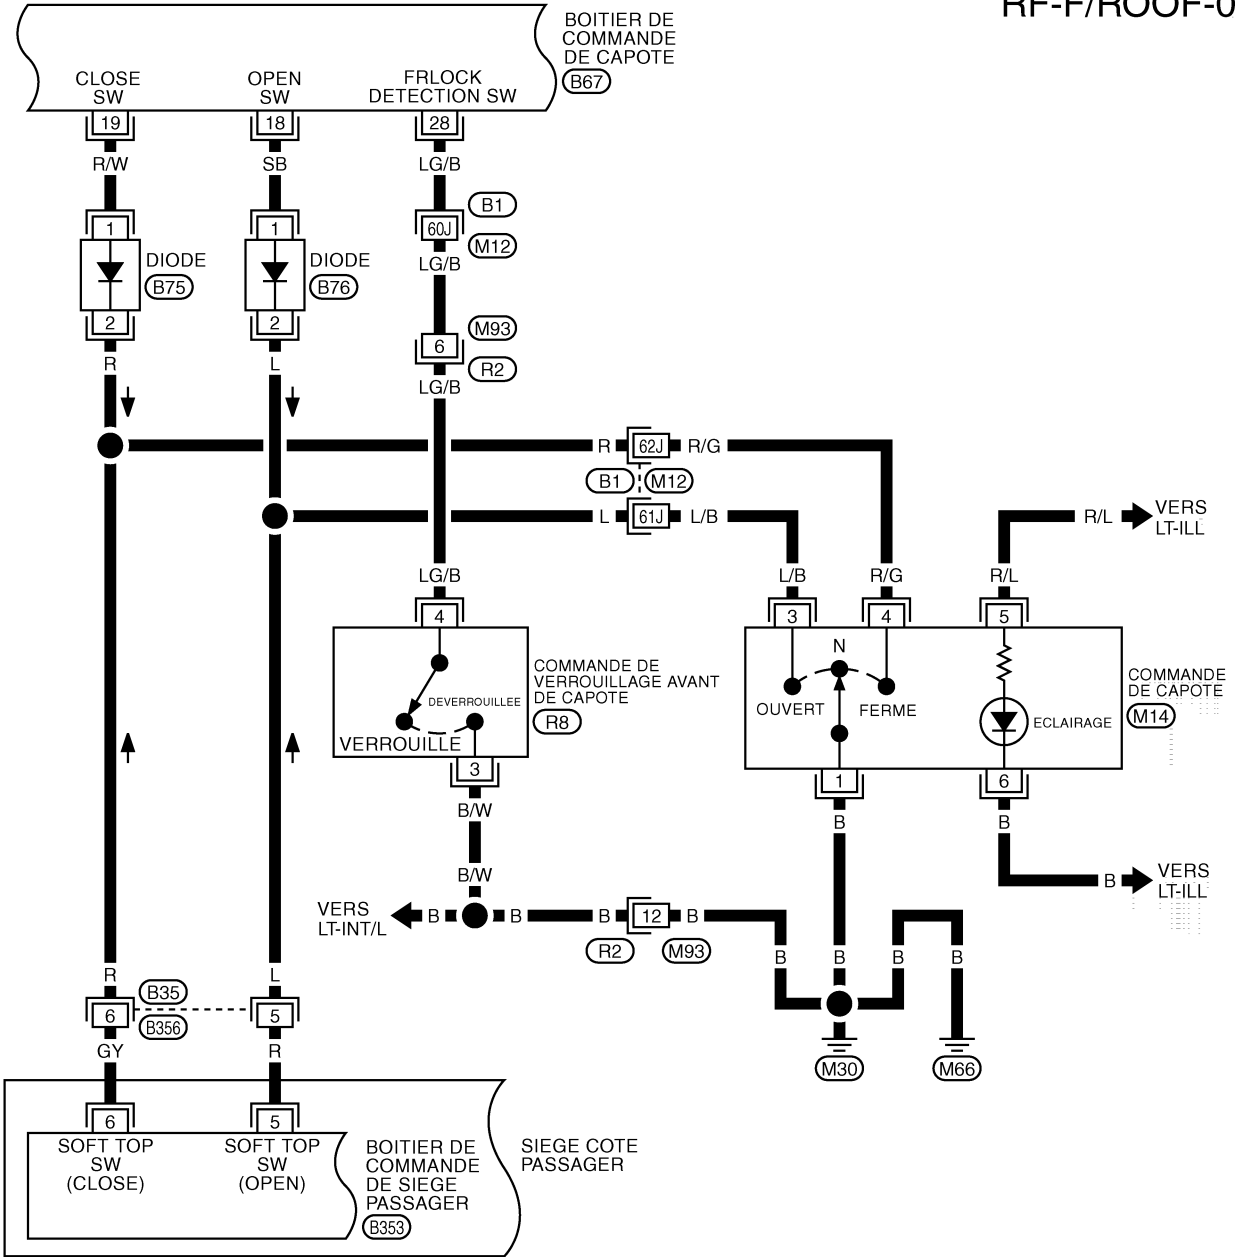 RF-F/ROOF-0
BOITIER DE
COMMANDE
DE CAPOTE
B67
CLOSE
SW
OPEN
SW
FRLOCK
DETECTION SW
19
18
28
R/W
SB
LG/B
B1
1
1
60J
M12
DIODE
B75
DIODE
B76
LG/B
2
2
6
M93
R2
R
L
LG/B
R
62J
R/G
B1
M12
L
61J
L/B
R/L
VERS
LT-ILL
LG/B
L/B
R/G
R/L
4
3
4
5
COMMANDE DE
VERROUILLAGE AVANT
DE CAPOTE
R8
DEVERROUILLEE
VERROUILLE
N
OUVERT
FERME
ECLAIRAGE
COMMANDE
DE CAPOTE
M14
3
1
6
B/W
B
B
B/W
B
VERS
LT-ILL
VERS
LT-INT/L
B
B
B
12
B
R2
M93
B
B
B
B
R
L
B35
6
B356
5
GY
R
M30
M66
6
5
SOFT TOP
SW
(CLOSE)
SOFT TOP
SW
(OPEN)
BOITIER DE
COMMANDE
DE SIEGE
PASSAGER
B353
SIEGE COTE
PASSAGER